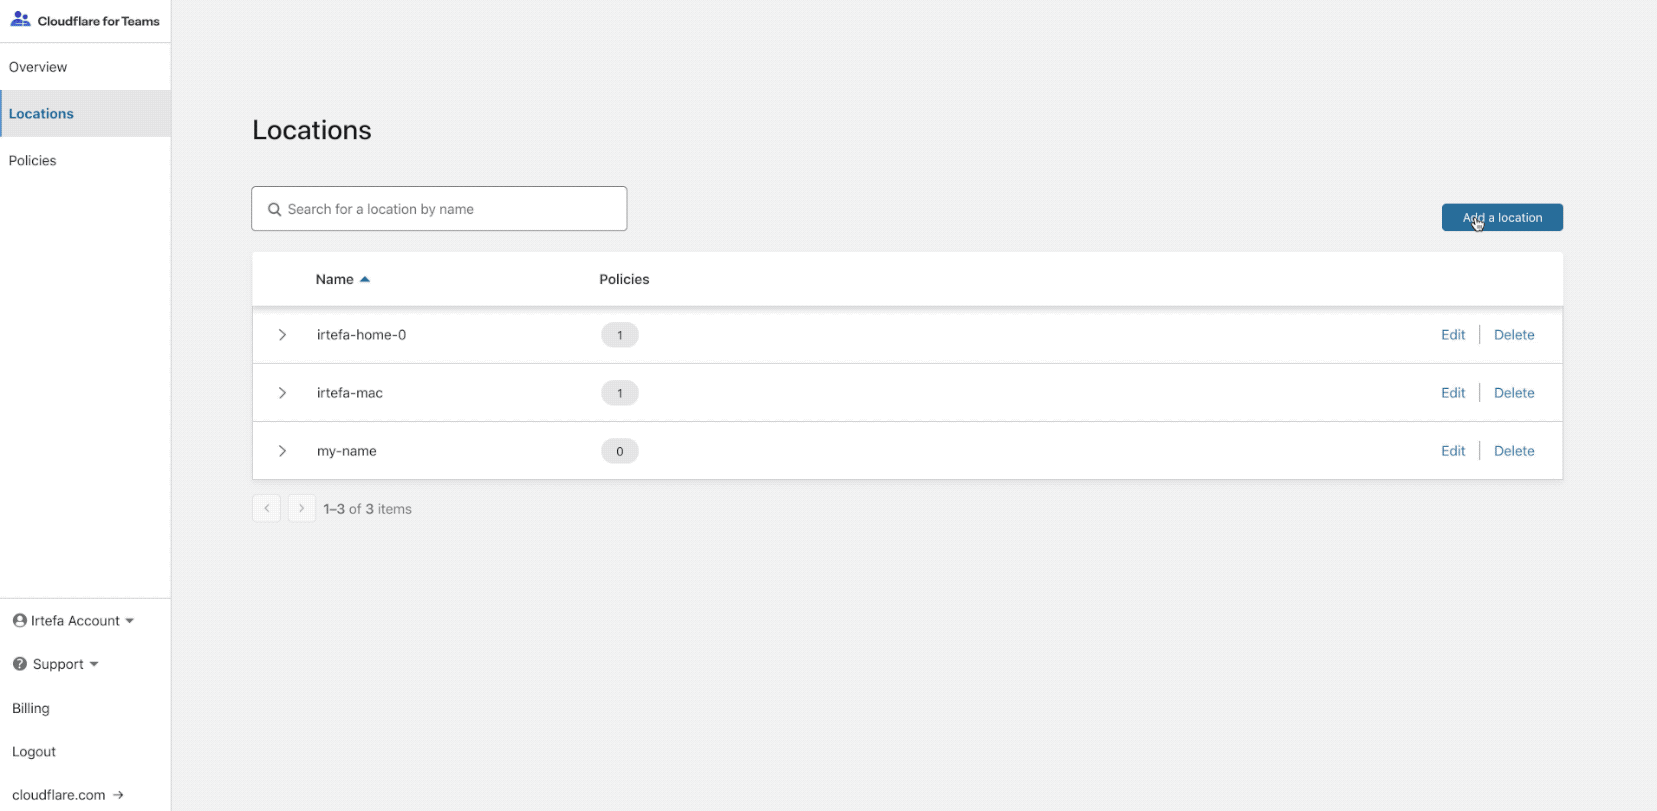 Cloudflare for Teams
Overview
Locations
Policies
Locations
Search for a location by name
Add a location
Name Policies
irtefa-home-0 1 Edit Delete
irtefa-mac 1 Edit Delete
my-name 0 Edit Delete
1–3 of 3 items
Irtefa Account
Support
Billing
Logout
cloudflare.com →